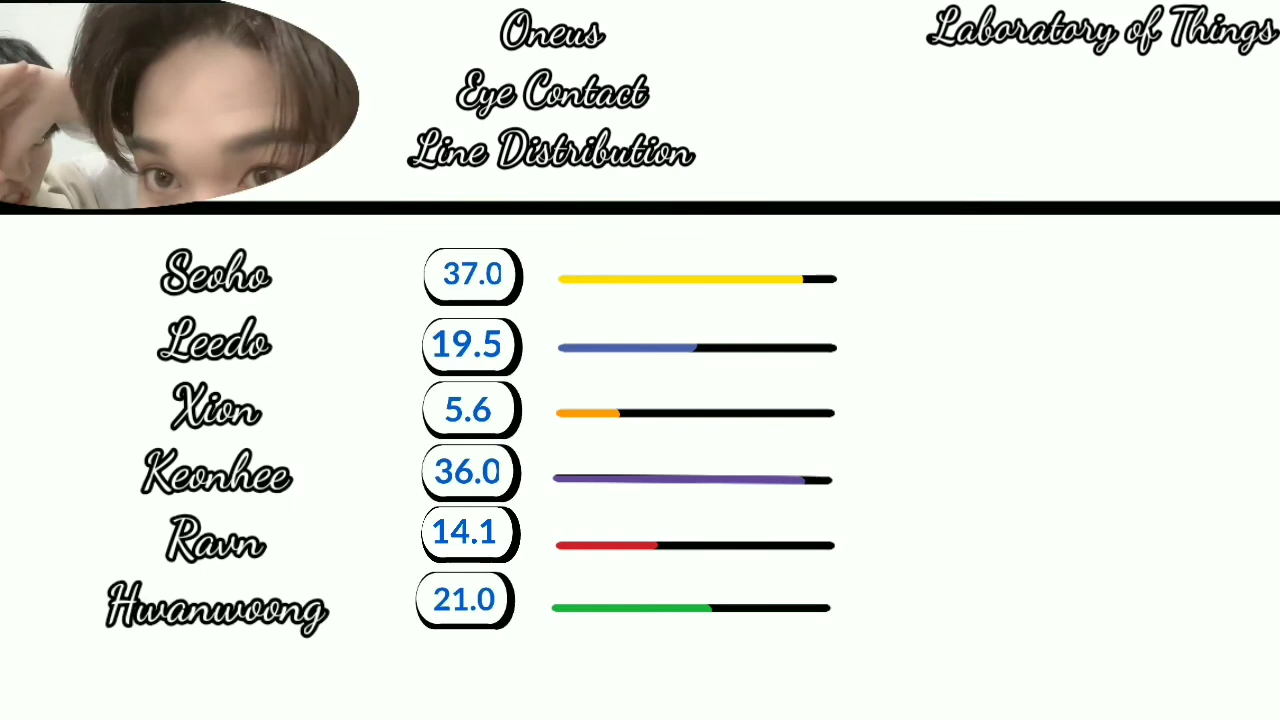 Oneus
Eye Contact
Line Distribution
Laboratory of Things
Seoho 37.0
Leedo 19.5
Xion 5.6
Keonhee 36.0
Ravn 14.1
Hwanwoong 21.0